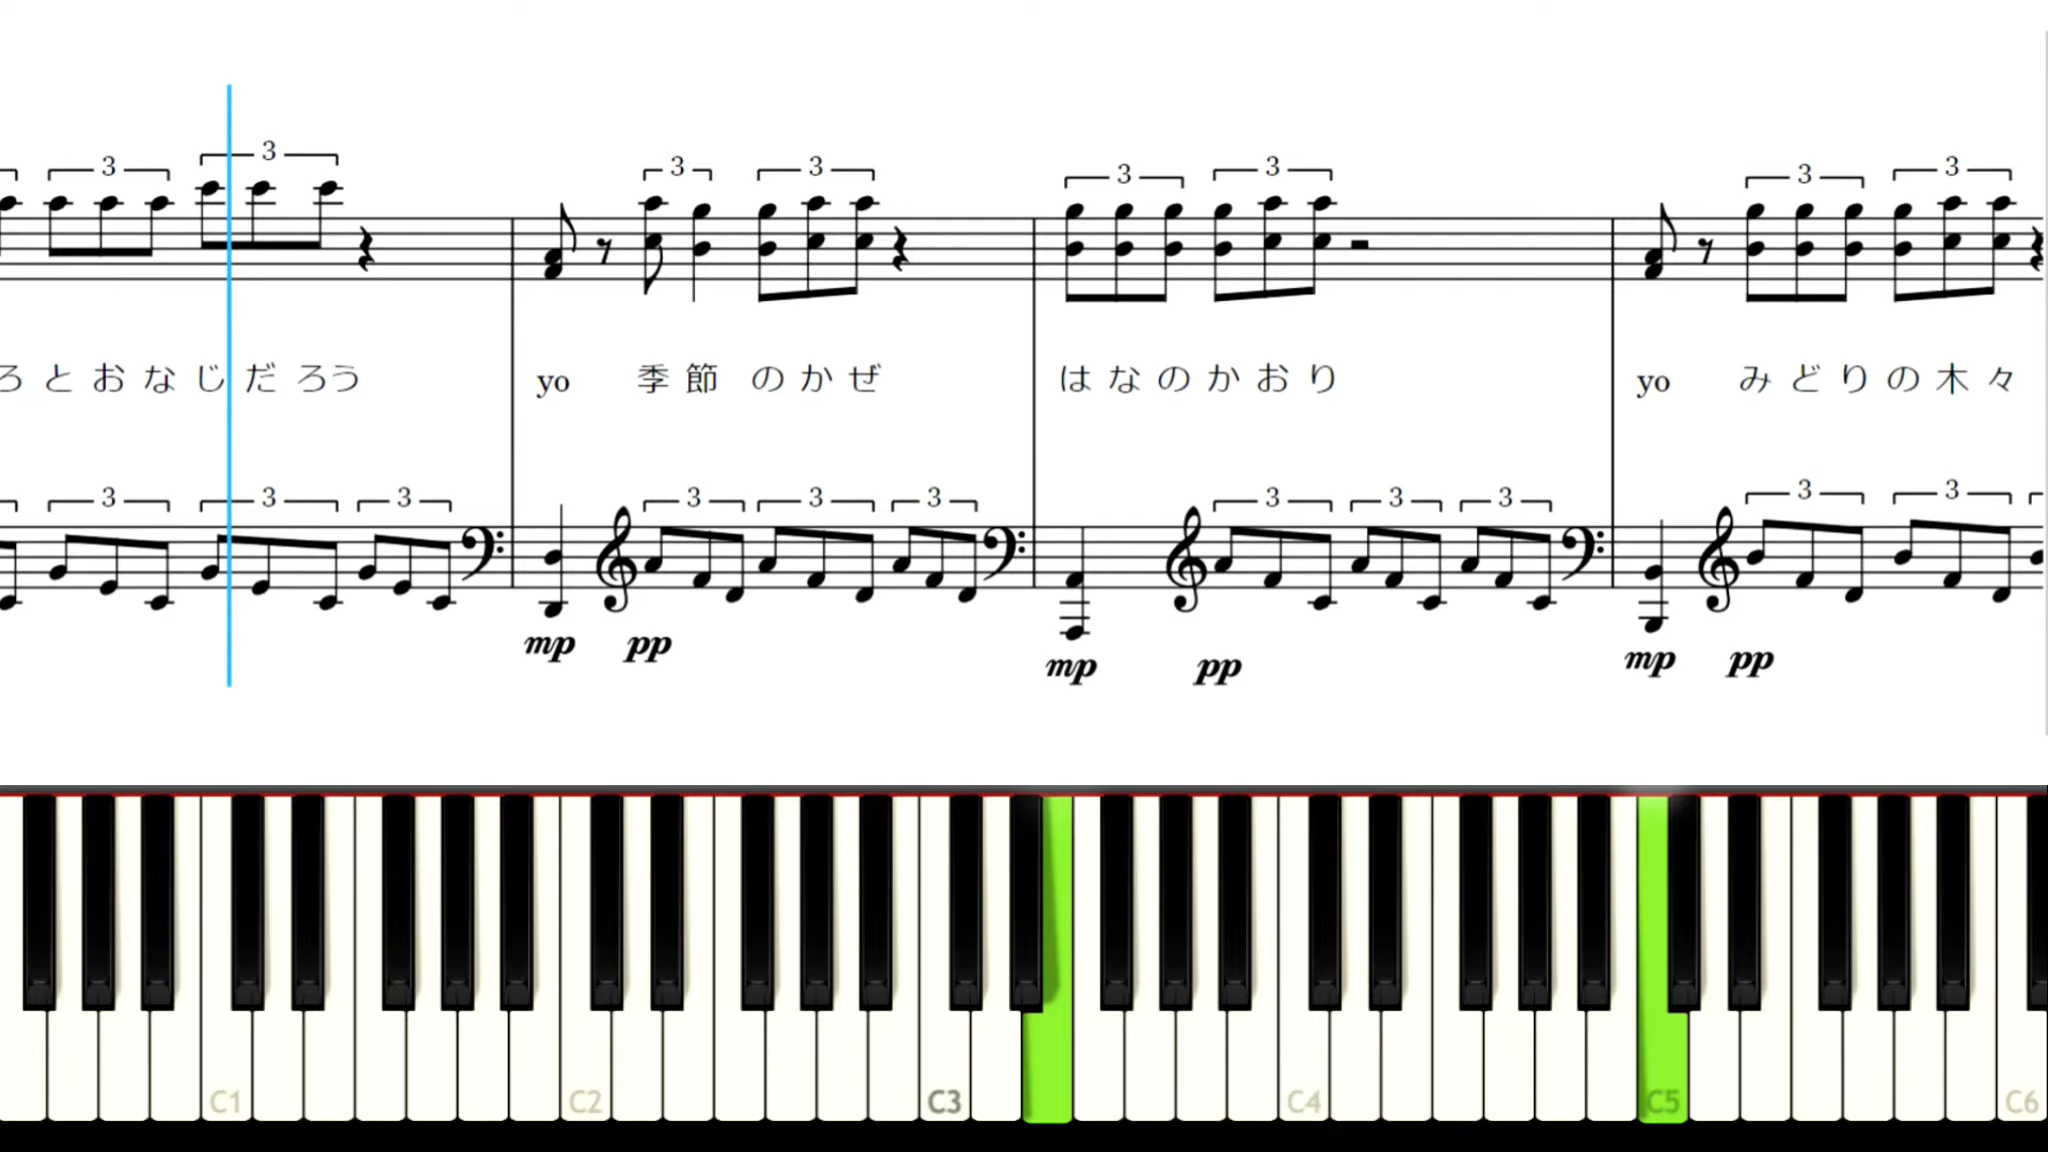 3 3 3 3 3 3 3 3
ろとおなじだろう yo 季節のかぜ はなのかおり yo みどりの木々
3 3 3 3 3 3 3 3 3 3 3
mp pp mp pp mp pp
C1 C2 C3 C4 C5 C6